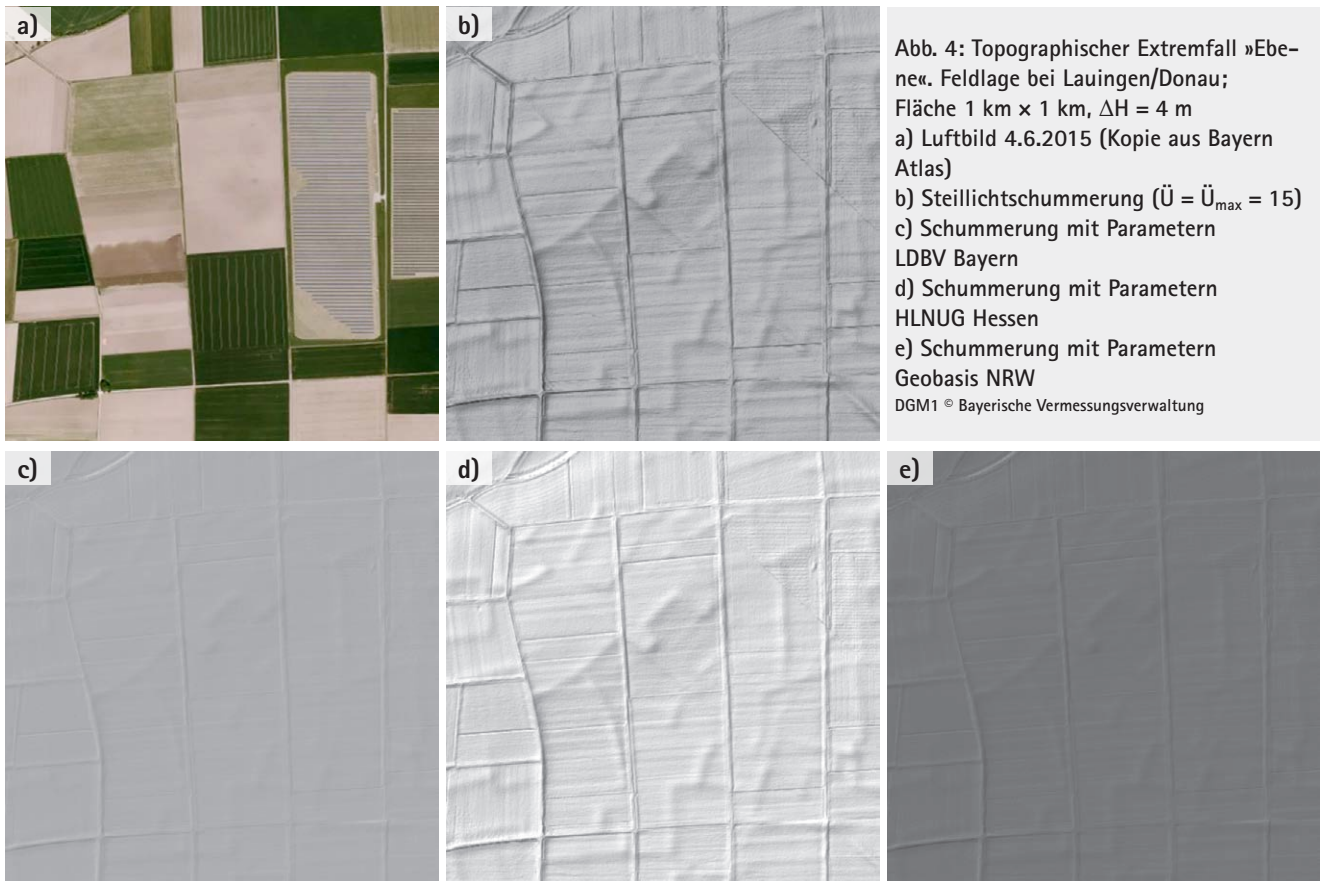 a)
b)
Abb. 4: Topographischer Extremfall »Ebe-
ne«. Feldlage bei Lauingen/Donau;
Fläche 1 km × 1 km, ΔH = 4 m
a) Luftbild 4.6.2015 (Kopie aus Bayern
Atlas)
b) Steillichtschummerung (Ü = Ümax = 15)
c) Schummerung mit Parametern
LDBV Bayern
d) Schummerung mit Parametern
HLNUG Hessen
e) Schummerung mit Parametern
Geobasis NRW
DGM1 © Bayerische Vermessungsverwaltung
c)
d)
e)